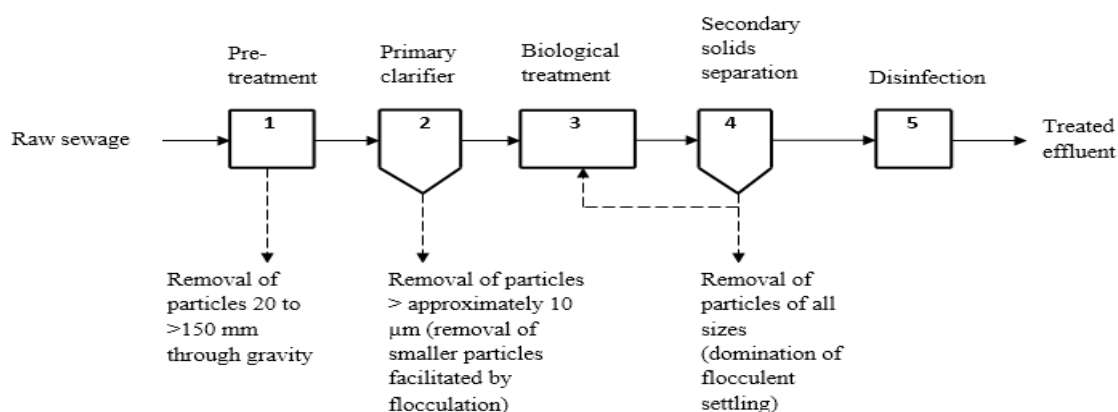 Pre-
treatment
Primary
clarifier
Biological
treatment
Secondary
solids
separation
Disinfection
Raw sewage
1
2
3
4
5
Treated
effluent
Removal of
particles 20 to
>150 mm
through gravity
Removal of particles
> approximately 10
μm (removal of
smaller particles
facilitated by
flocculation)
Removal of
particles of all
sizes
(domination of
flocculent
settling)